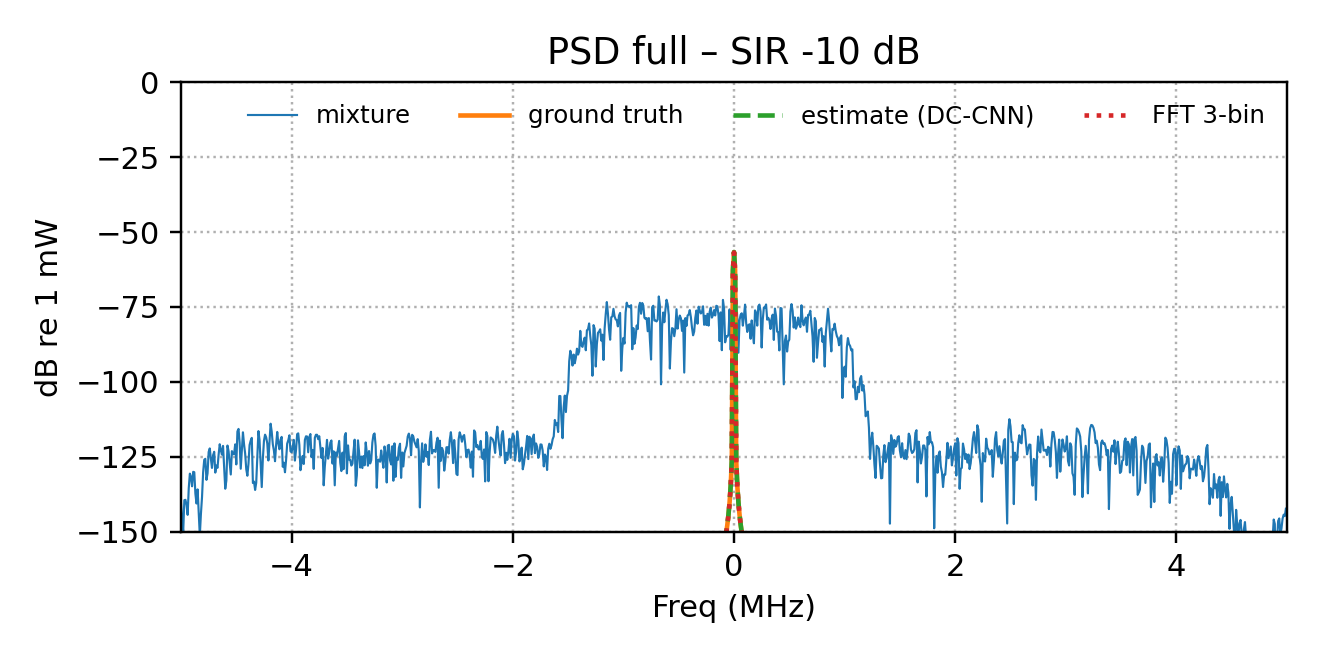 PSD full – SIR -10 dB
0
mixture
ground truth
estimate (DC-CNN)
FFT 3-bin
−25
−50
−75
−100
−125
−150
dB re 1 mW
−4
−2
0
2
4
Freq (MHz)